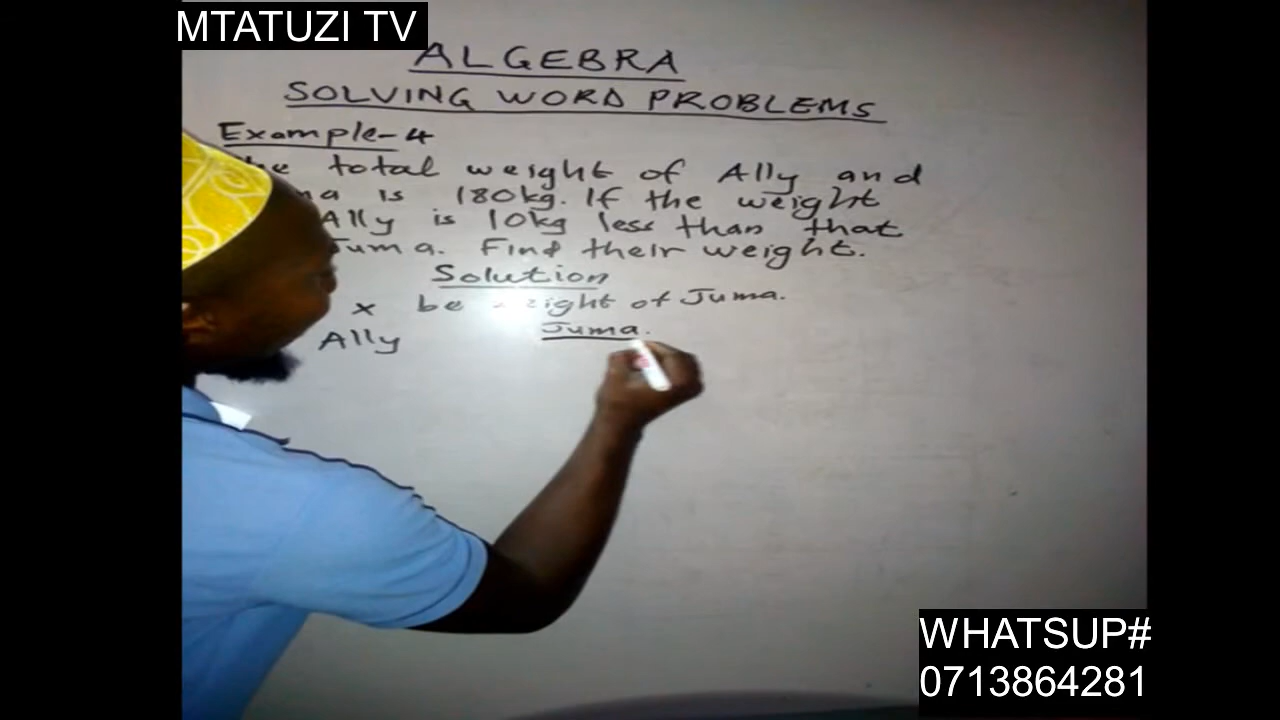 MTATUZI TV
ALGEBRA
SOLVING WORD PROBLEMS
Example-4
total weight of Ally and
is 180kg. If the weight
Ally is 10kg less than that
Juma. Find their weight.
Solution
x be of Juma.
Ally Juma.
WHATSUP#
0713864281